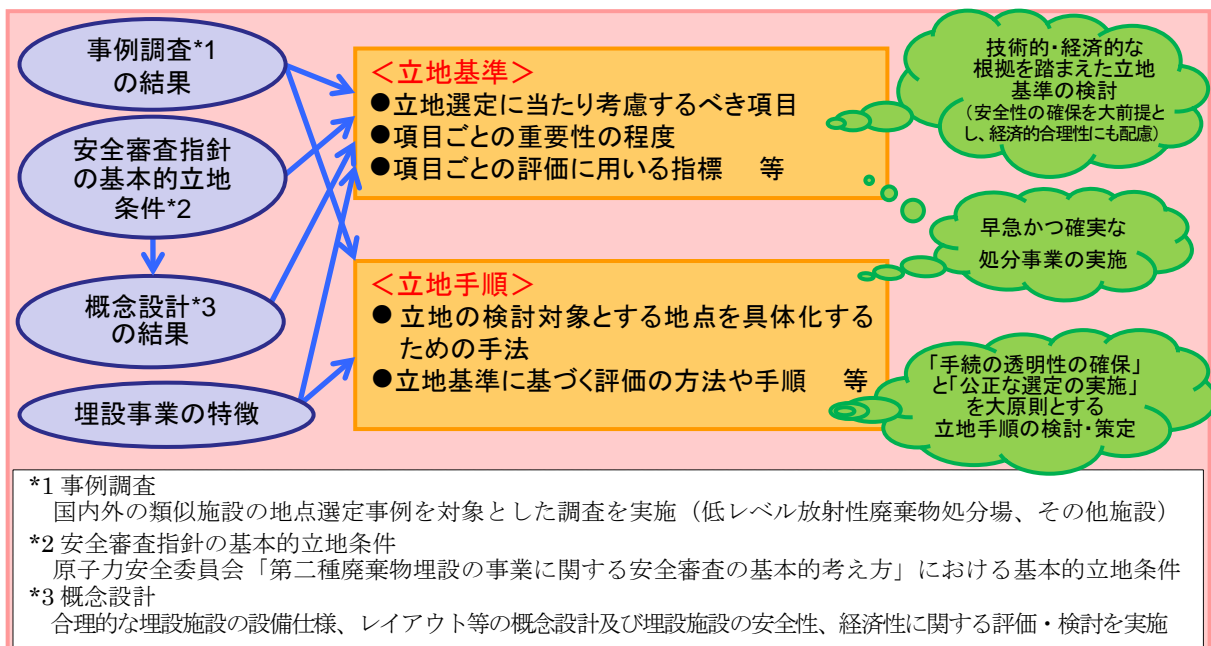 事例調査*1
の結果
安全審査指針
の基本的立地
条件*2
概念設計*3
の結果
埋設事業の特徴
＜立地基準＞
●立地選定に当たり考慮するべき項目
●項目ごとの重要性の程度
●項目ごとの評価に用いる指標　等
＜立地手順＞
● 立地の検討対象とする地点を具体化する
ための手法
●立地基準に基づく評価の方法や手順　等
技術的・経済的な
根拠を踏まえた立地
基準の検討
（安全性の確保を大前提と
し、経済的合理性にも配慮）
早急かつ確実な
処分事業の実施
「手続の透明性の確保」
と「公正な選定の実施」
を大原則とする
立地手順の検討・策定
*1 事例調査
国内外の類似施設の地点選定事例を対象とした調査を実施（低レベル放射性廃棄物処分場、その他施設）
*2 安全審査指針の基本的立地条件
原子力安全委員会「第二種廃棄物埋設の事業に関する安全審査の基本的考え方」における基本的立地条件
*3 概念設計
合理的な埋設施設の設備仕様、レイアウト等の概念設計及び埋設施設の安全性、経済性に関する評価・検討を実施